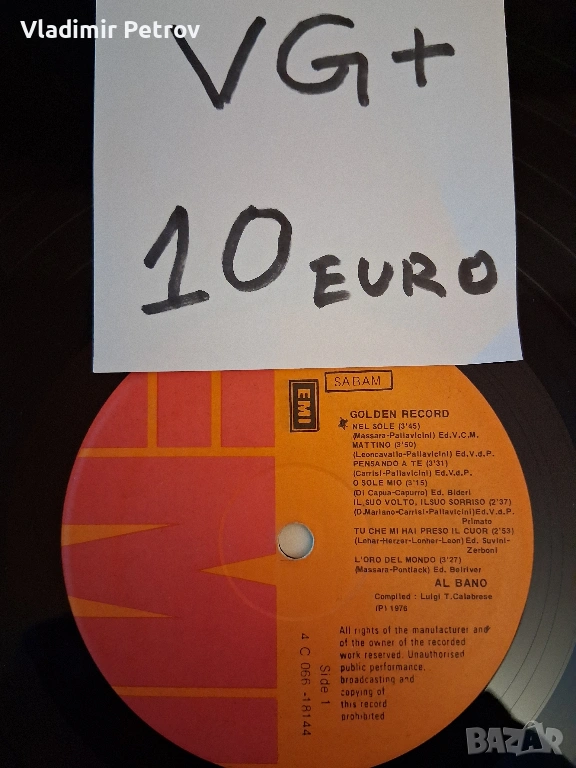 Vladimir Petrov
VG+
10 EURO
EMI
SABAM
GOLDEN RECORD
NEL SOLE (3'45)
(Massara-Pallavicini) Ed.V.C.M.
MATTINO (3'50)
(Leoncavallo-Pallavicini) Ed.V.d.P.
PENSANDO A TE (3'31)
(Carrisi-Pallavicini) Ed.V.d.P.
O SOLE MIO (3'15)
(Di Capua-Capurro) Ed. Bideri
IL SUO VOLTO, IL SUO SORRISO (2'37)
(D.Mariano-Carrisi-Pallavicini)Ed.V.d.P.
Primato
TU CHE MI HAI PRESO IL CUOR (2'53)
(Lehar-Herzer-Lohner-Leon) Ed. Suvini-
Zerboni
L'ORO DEL MONDO (3'27)
(Massara-Pontiack) Ed. Belriver
AL BANO
Compiled : Luigi T. Calabrese
(P) 1976
All rights of the manufacturer and
of the owner of the recorded
work reserved. Unauthorised
public performance,
broadcasting and
copying of
this record
prohibited
Side 1
4 C 066 -18144
BAZAR